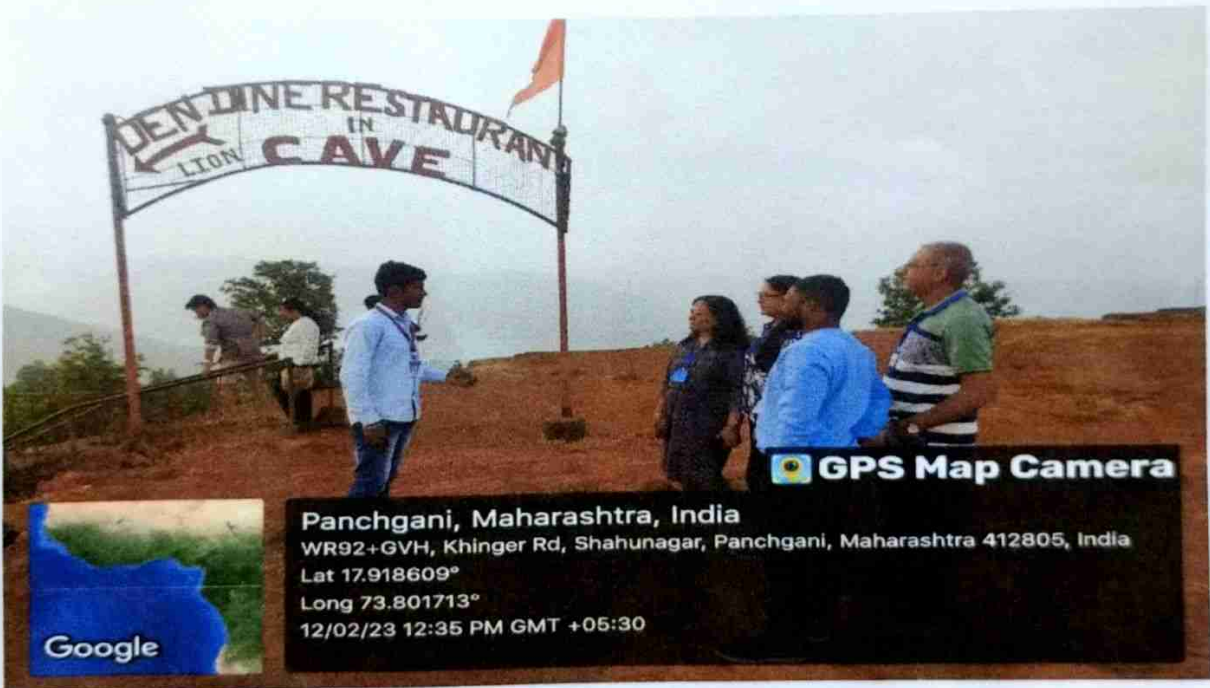 DEN DINE RESTAURANT
IN
LION CAVE
GPS Map Camera
Panchgani, Maharashtra, India
WR92+GVH, Khinger Rd, Shahunagar, Panchgani, Maharashtra 412805, India
Lat 17.918609°
Long 73.801713°
12/02/23 12:35 PM GMT +05:30
Google